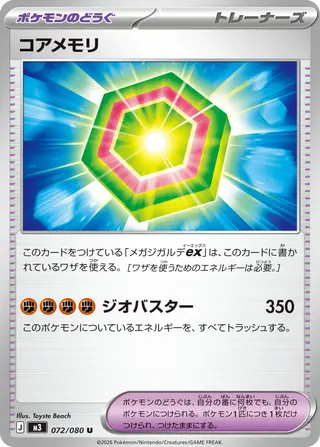 ポケモンのどうぐ
トレーナーズ
コアメモリ
このカードをつけている「メガジガルデex」は、このカードに書か
れているワザを使える。[ワザを使うためのエネルギーは必要。]
ジオバスター 350
このポケモンについているエネルギーを、すべてトラッシュする。
ポケモンのどうぐは、自分の番に何枚でも、自分の
ポケモンにつけられる。ポケモン1匹につき1枚だけ
つけられ、つけたままにする。
Illus. Toyste Beach
J M3 072/080 U
©2026 Pokémon/Nintendo/Creatures/GAME FREAK.